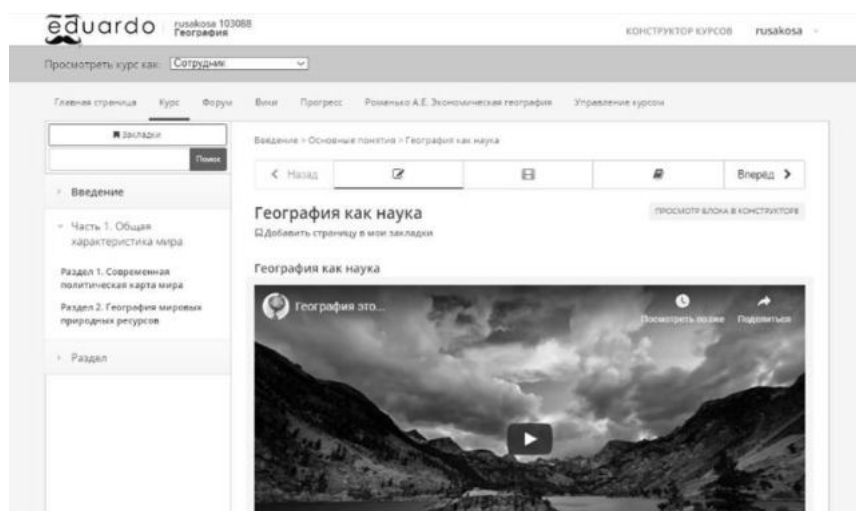 eduardo
rusakosa 103088
География
КОНСТРУКТОР КУРСОВ
rusakosa
Просмотреть курс как:
Сотрудник
Главная страница
Курс
Форум
Вики
Прогресс
Романько А.Е. Экономическая география
Управление курсом
Закладки
Поиск
Введение > Основные понятия > География как наука
Назад
Вперёд
Введение
Часть 1. Общая
характеристика мира
Раздел 1. Современная
политическая карта мира
Раздел 2. География мировых
природных ресурсов
Раздел
География как наука
ПРОСМОТР БЛОКА В КОНСТРУКТОРЕ
Добавить страницу в мои закладки
География как наука
География это...
Посмотреть позже
Поделиться